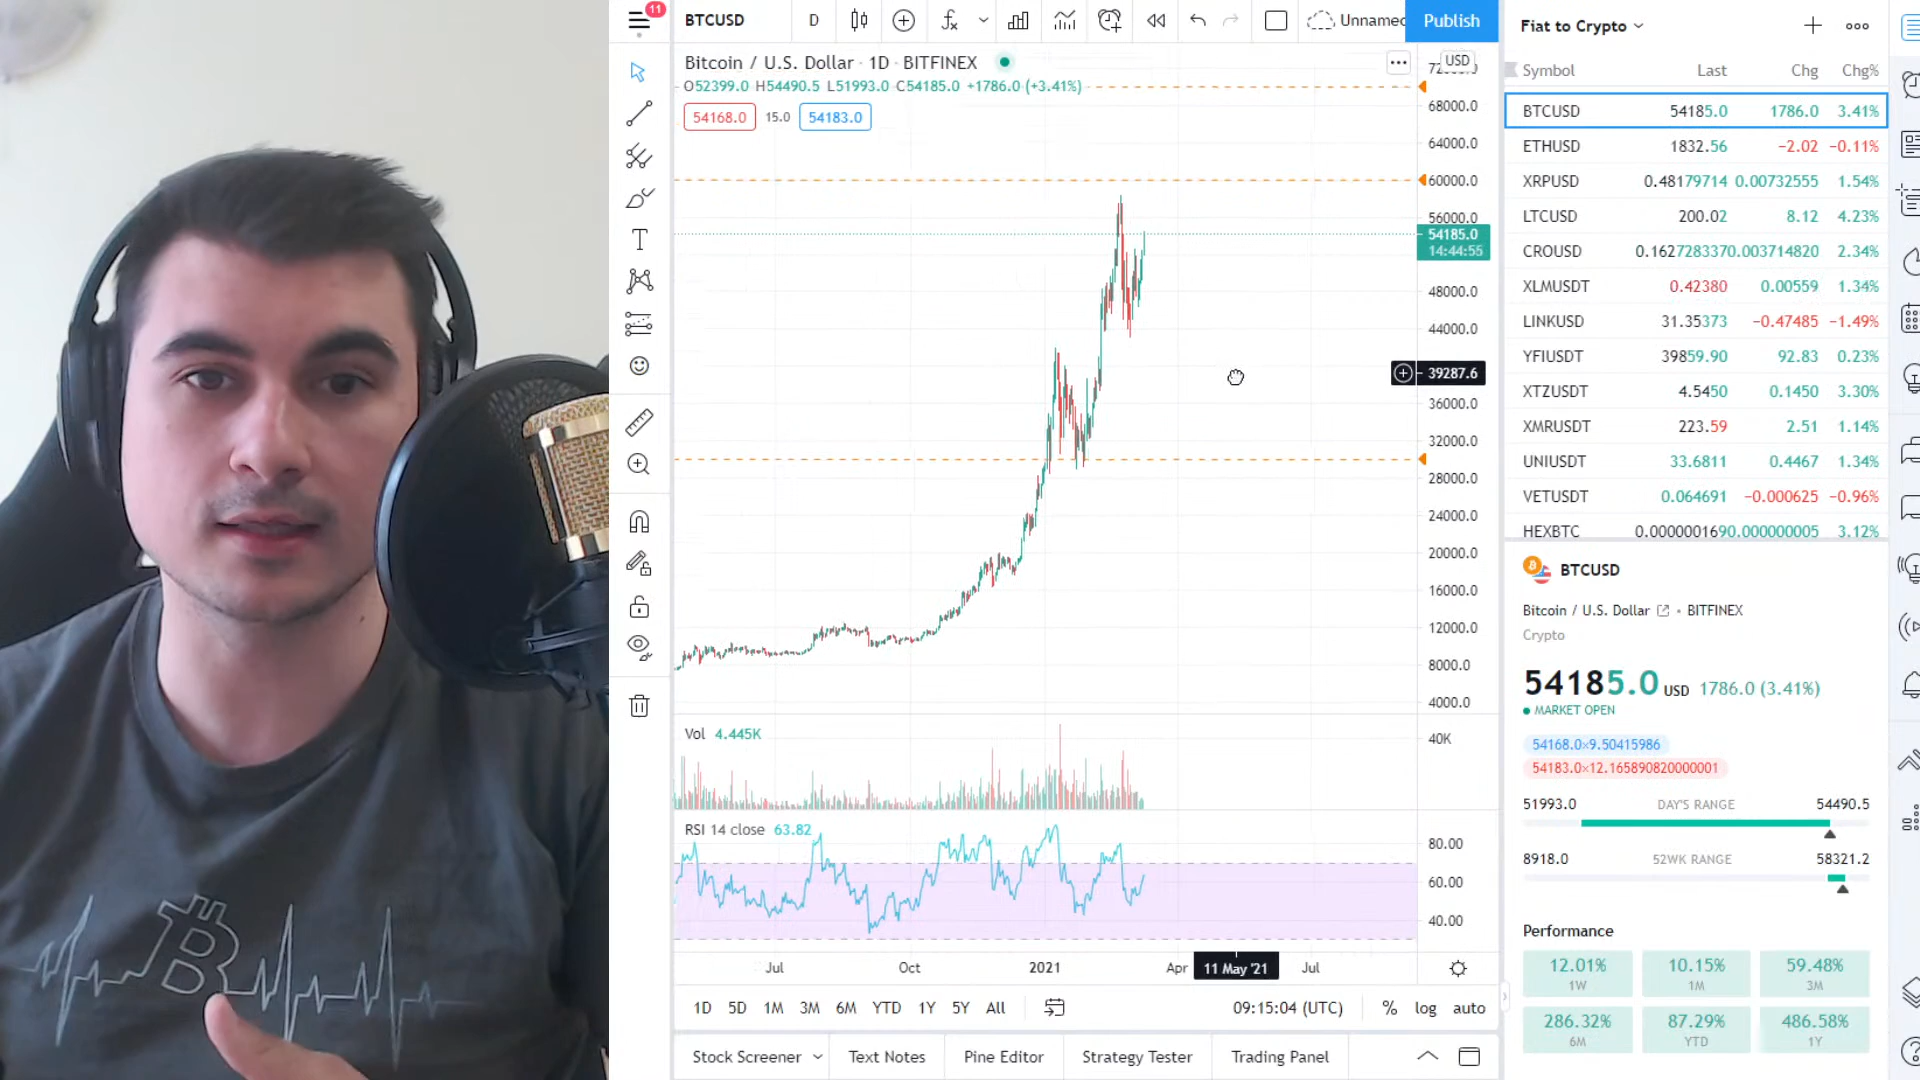 11
BTCUSD
D
Unnamed
Publish
Fiat to Crypto
Bitcoin / U.S. Dollar · 1D · BITFINEX
USD
O52399.0 H54490.5 L51993.0 C54185.0 +1786.0 (+3.41%)
54168.0 15.0 54183.0
68000.0
64000.0
60000.0
56000.0
54185.0
14:44:55
48000.0
44000.0
39287.6
36000.0
32000.0
28000.0
24000.0
20000.0
16000.0
12000.0
8000.0
4000.0
Vol 4.445K
40K
RSI 14 close 63.82
80.00
60.00
40.00
Jul Oct 2021 Apr 11 May '21 Jul
1D 5D 1M 3M 6M YTD 1Y 5Y All
09:15:04 (UTC) % log auto
Stock Screener Text Notes Pine Editor Strategy Tester Trading Panel
Symbol Last Chg Chg%
BTCUSD 54185.0 1786.0 3.41%
ETHUSD 1832.56 −2.02 −0.11%
XRPUSD 0.48179714 0.00732555 1.54%
LTCUSD 200.02 8.12 4.23%
CROUSD 0.1627283370.003714820 2.34%
XLMUSDT 0.42380 0.00559 1.34%
LINKUSD 31.35373 −0.47485 −1.49%
YFIUSDT 39859.90 92.83 0.23%
XTZUSDT 4.5450 0.1450 3.30%
XMRUSDT 223.59 2.51 1.14%
UNIUSDT 33.6811 0.4467 1.34%
VETUSDT 0.064691 −0.000625 −0.96%
HEXBTC 0.0000001690.000000005 3.12%
BTCUSD
Bitcoin / U.S. Dollar • BITFINEX
Crypto
54185.0 USD 1786.0 (3.41%)
MARKET OPEN
54168.0×9.50415986
54183.0×12.165890820000001
51993.0 DAY'S RANGE 54490.5
8918.0 52WK RANGE 58321.2
Performance
12.01% 10.15% 59.48%
1W 1M 3M
286.32% 87.29% 486.58%
6M YTD 1Y